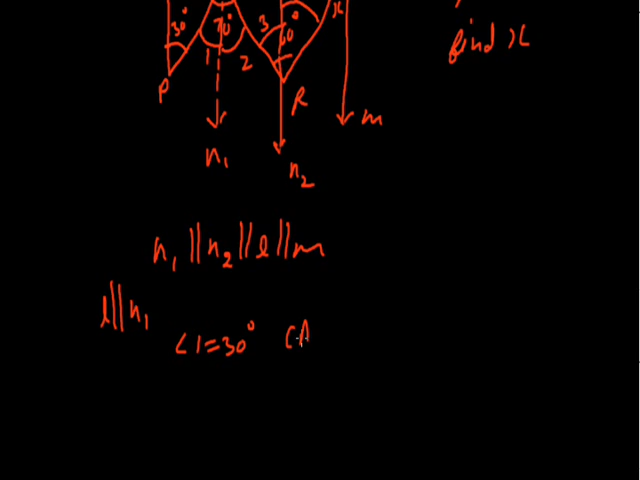 30°
70°
3
60°
x
find x
1
2
P
R
m
n₁
n₂
n₁ || n₂ || l || m
l || n₁
∠1 = 30° (A